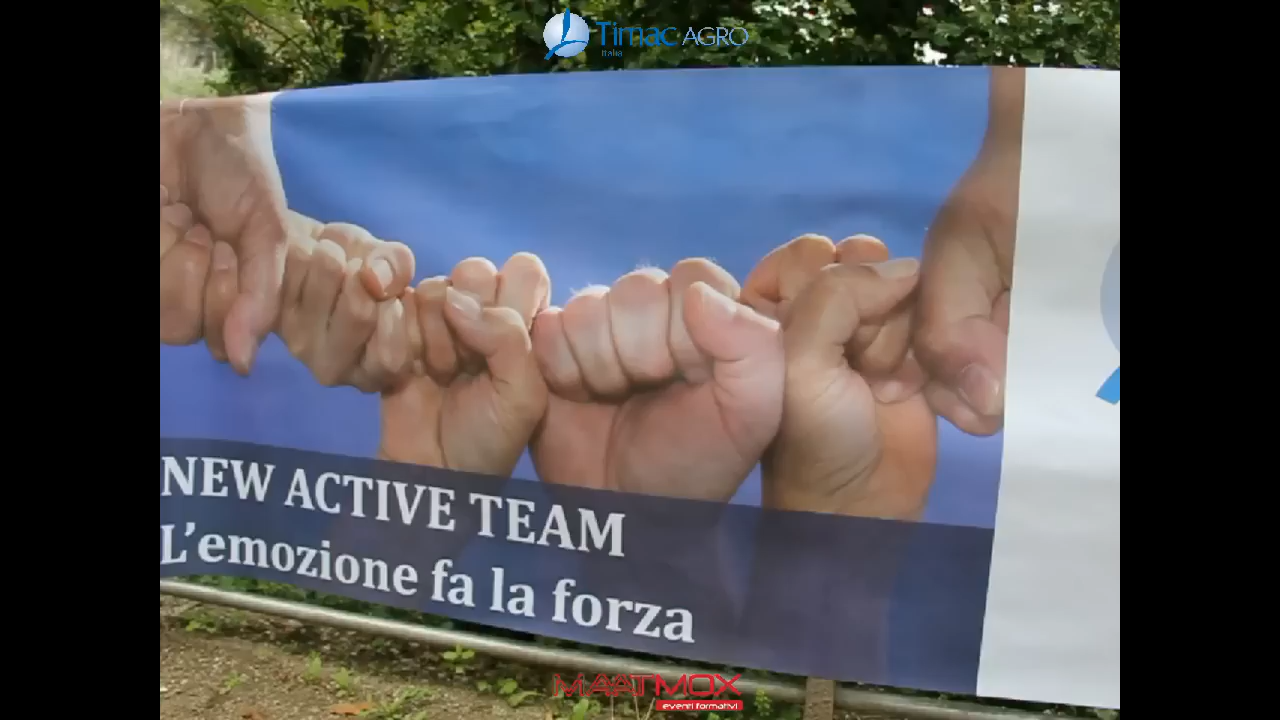 Timac AGRO
Italia
NEW ACTIVE TEAM
L'emozione fa la forza
MAATMOX
eventi formativi